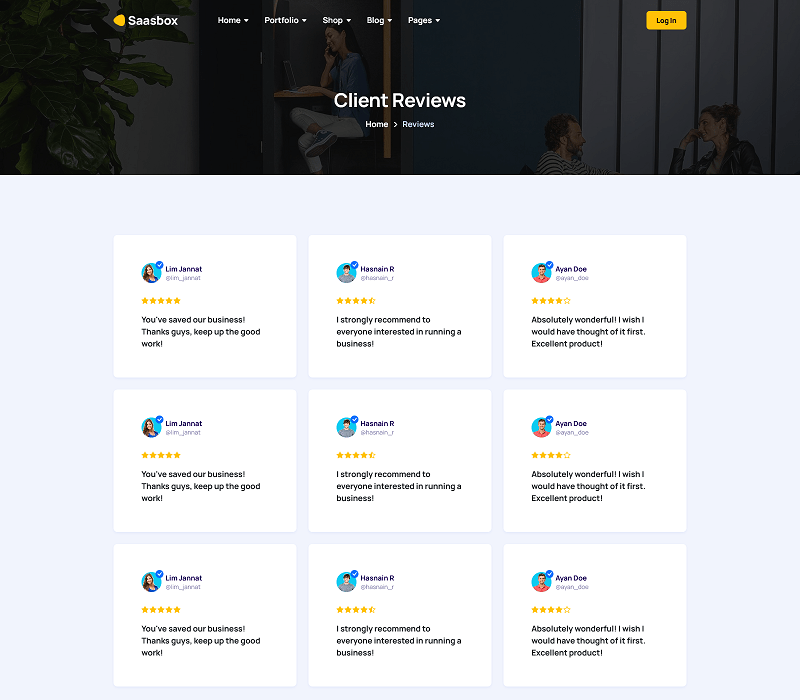 Saasbox Home Portfolio Shop Blog Pages Log In
Client Reviews
Home > Reviews
Lim Jannat
@lim_jannat
You've saved our business!
Thanks guys, keep up the good
work!
Hasnain R
@hasnain_r
I strongly recommend to
everyone interested in running a
business!
Ayan Doe
@ayan_doe
Absolutely wonderful! I wish I
would have thought of it first.
Excellent product!
Lim Jannat
@lim_jannat
You've saved our business!
Thanks guys, keep up the good
work!
Hasnain R
@hasnain_r
I strongly recommend to
everyone interested in running a
business!
Ayan Doe
@ayan_doe
Absolutely wonderful! I wish I
would have thought of it first.
Excellent product!
Lim Jannat
@lim_jannat
You've saved our business!
Thanks guys, keep up the good
work!
Hasnain R
@hasnain_r
I strongly recommend to
everyone interested in running a
business!
Ayan Doe
@ayan_doe
Absolutely wonderful! I wish I
would have thought of it first.
Excellent product!